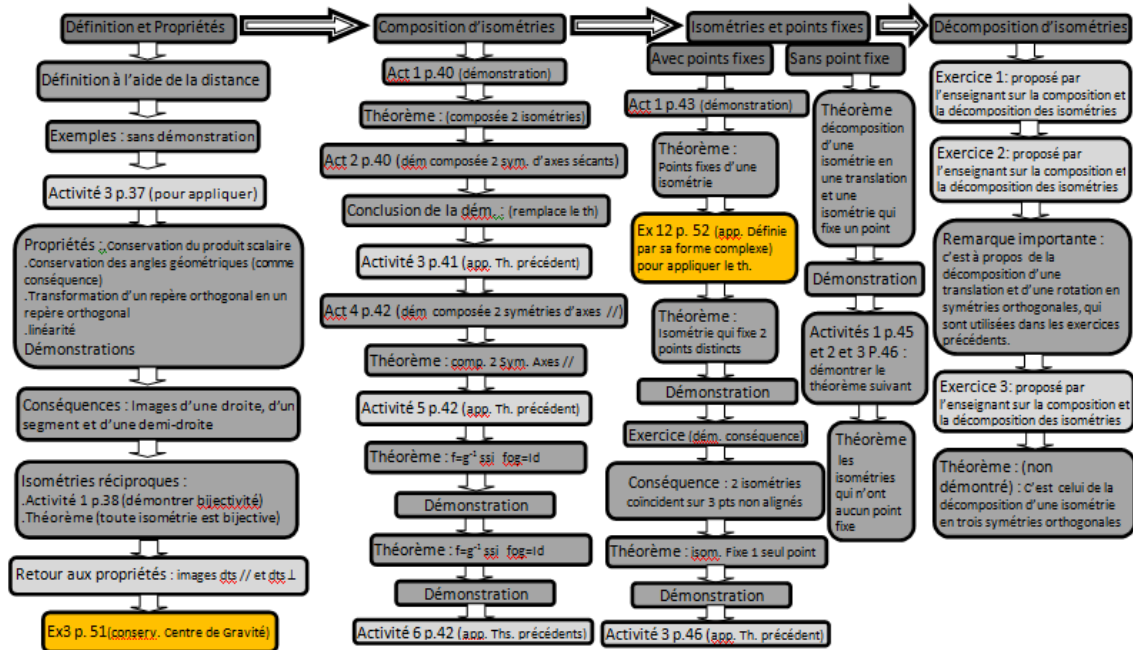 Définition et Propriétés
Définition à l'aide de la distance
Exemples : sans démonstration
Activité 3 p.37 (pour appliquer)
Propriétés : .Conservation du produit scalaire
.Conservation des angles géométriques (comme
conséquence)
.Transformation d'un repère orthogonal en un
repère orthogonal
.linéarité
Démonstrations
Conséquences : Images d'une droite, d'un
segment et d'une demi-droite
Isométries réciproques :
.Activité 1 p.38 (démontrer bijectivité)
.Théorème (toute isométrie est bijective)
Retour aux propriétés : images dts // et dts ⊥
Ex3 p. 51(conserv. Centre de Gravité)
Composition d'isométries
Act 1 p.40 (démonstration)
Théorème : (composée 2 isométries)
Act 2 p.40 (dém composée 2 sym. d'axes sécants)
Conclusion de la dém. : (remplace le th)
Activité 3 p.41 (app. Th. précédent)
Act 4 p.42 (dém composée 2 symétries d'axes //)
Théorème : comp. 2 Sym. Axes //
Activité 5 p.42 (app. Th. précédent)
Théorème : f=g⁻¹ ssi fog=Id
Démonstration
Théorème : f=g⁻¹ ssi fog=Id
Démonstration
Activité 6 p.42 (app. Ths. précédents)
Isométries et points fixes
Avec points fixes
Act 1 p.43 (démonstration)
Théorème :
Points fixes d'une
isométrie
Ex 12 p. 52 (app. Définie
par sa forme complexe)
pour appliquer le th.
Théorème :
Isométrie qui fixe 2
points distincts
Démonstration
Exercice (dém. conséquence)
Conséquence : 2 isométries
coïncident sur 3 pts non alignés
Théorème : isom. Fixe 1 seul point
Démonstration
Activité 3 p.46 (app. Th. précédent)
Sans point fixe
Théorème
décomposition
d'une
isométrie en
une translation
et une
isométrie qui
fixe un point
Démonstration
Activités 1 p.45
et 2 et 3 P.46 :
démontrer le
théorème suivant
Théorème
les
isométries
qui n'ont
aucun point
fixe
Décomposition d'isométries
Exercice 1: proposé par
l'enseignant sur la composition et
la décomposition des isométries
Exercice 2: proposé par
l'enseignant sur la composition et
la décomposition des isométries
Remarque importante :
c'est à propos de la
décomposition d'une
translation et d'une rotation en
symétries orthogonales, qui
sont utilisées dans les exercices
précédents.
Exercice 3: proposé par
l'enseignant sur la composition et
la décomposition des isométries
Théorème : (non
démontré) : C'est celui de la
décomposition d'une isométrie
en trois symétries orthogonales